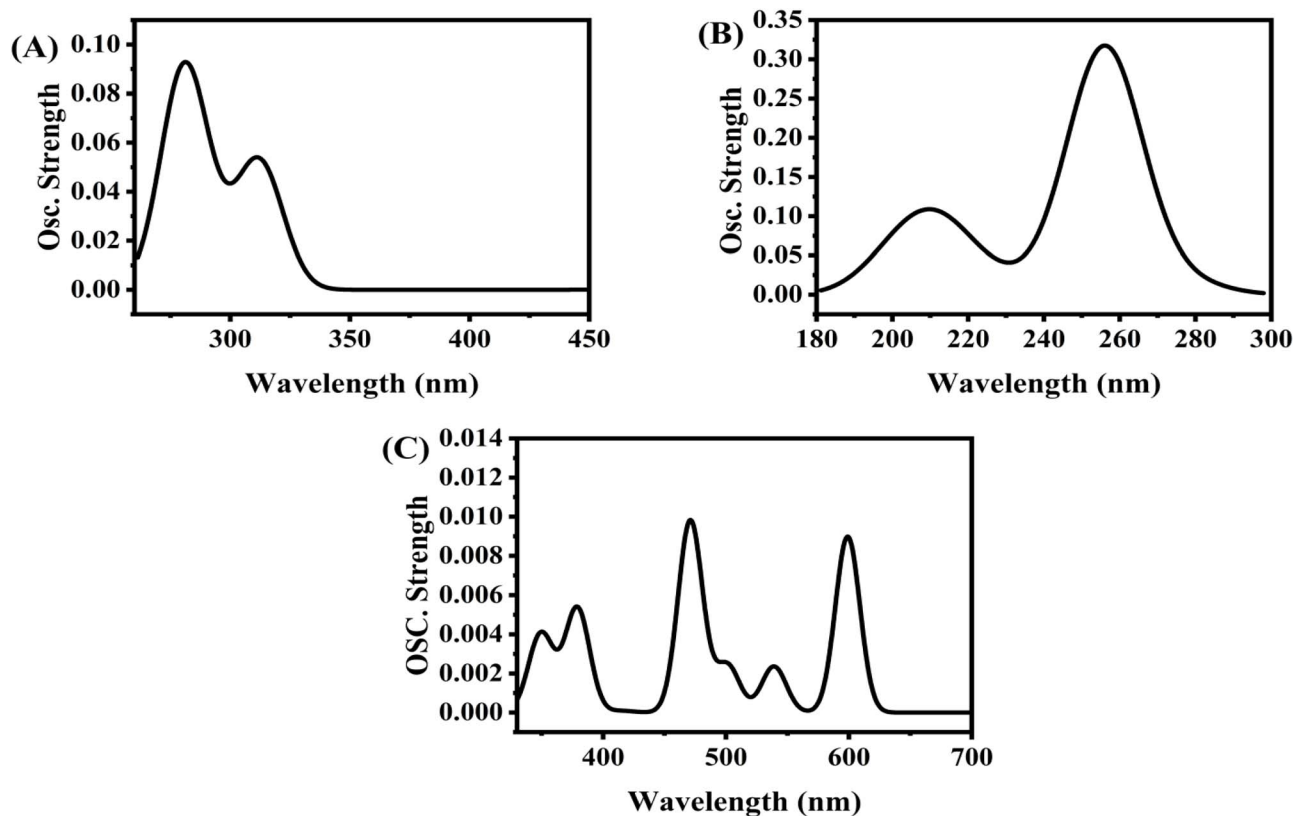 (A)
0.10
0.08
0.06
0.04
0.02
0.00
Osc. Strength
300 350 400 450
Wavelength (nm)
(B)
0.35
0.30
0.25
0.20
0.15
0.10
0.05
0.00
Osc. Strength
180 200 220 240 260 280 300
Wavelength (nm)
(C)
0.014
0.012
0.010
0.008
0.006
0.004
0.002
0.000
OSC. Strength
400 500 600 700
Wavelength (nm)